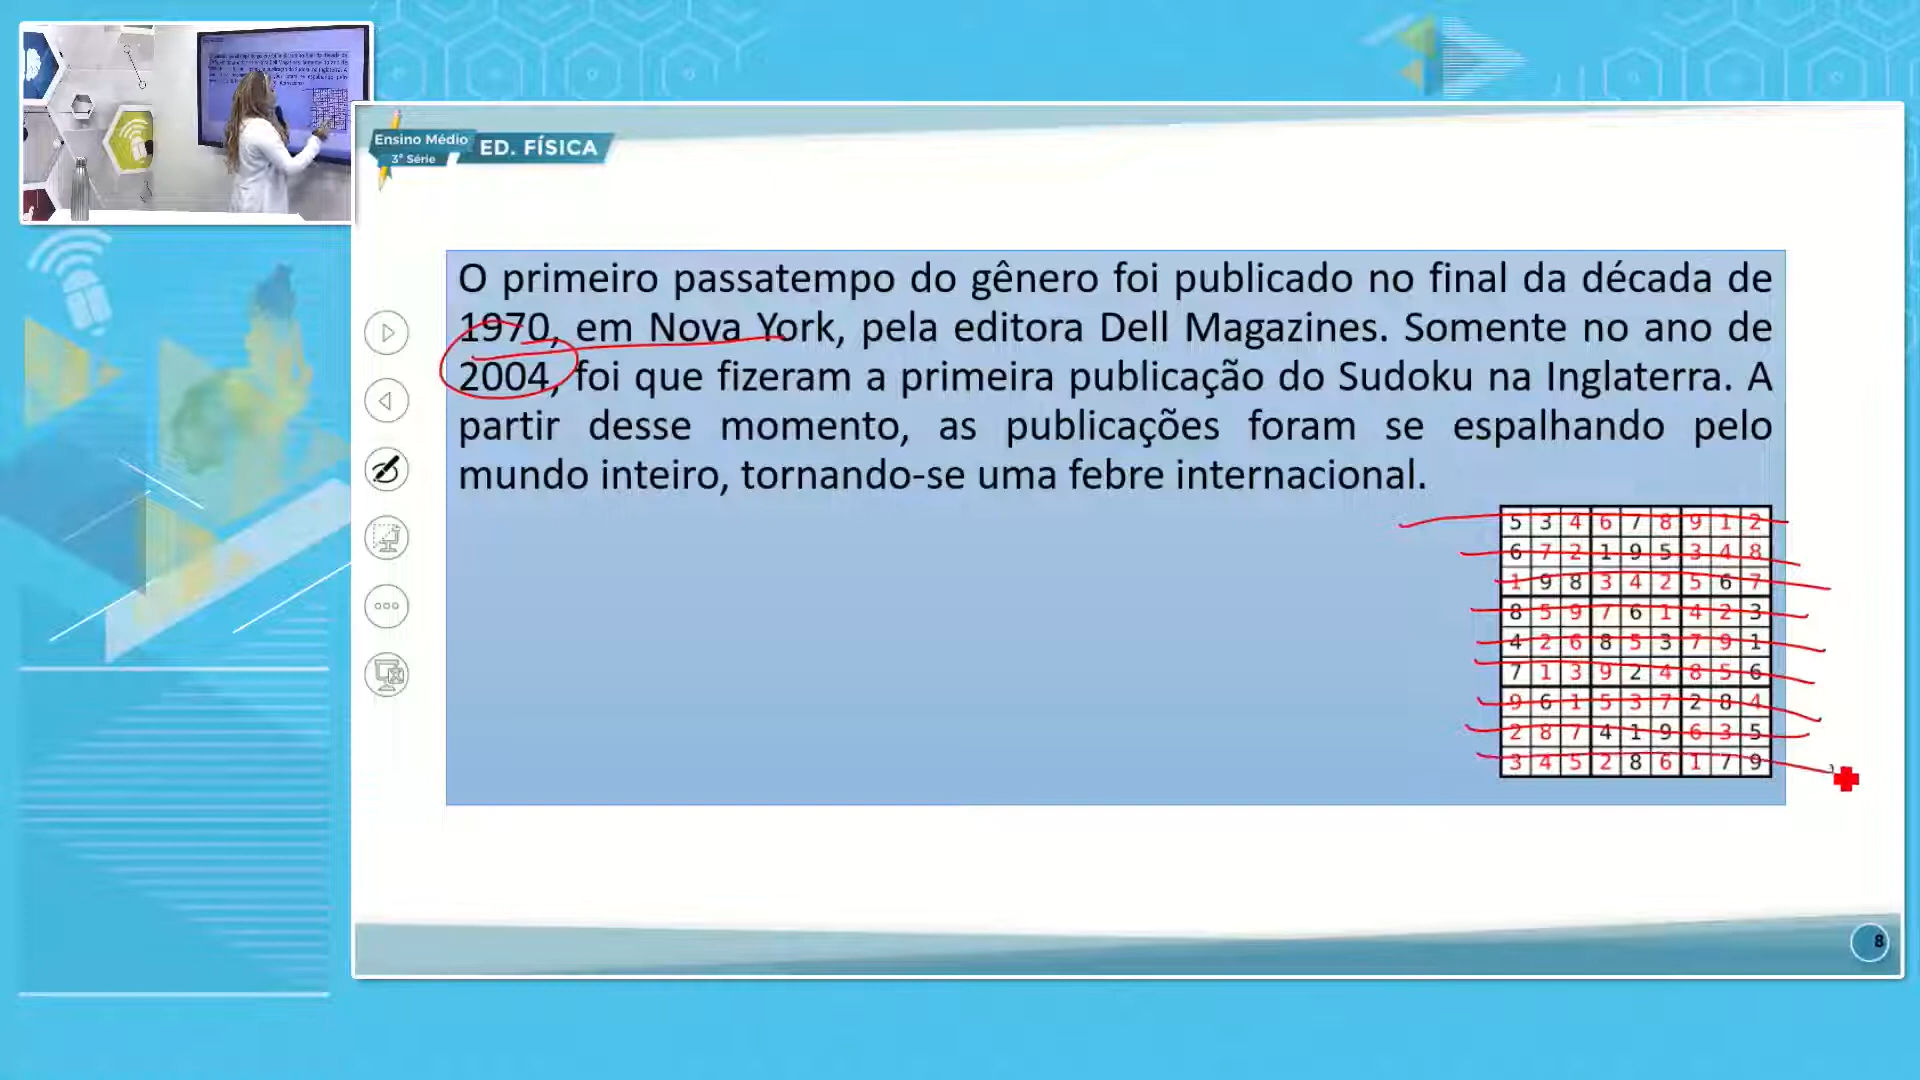 Ensino Médio
3ª Série
ED. FÍSICA
O primeiro passatempo do gênero foi publicado no final da década de
1970, em Nova York, pela editora Dell Magazines. Somente no ano de
2004, foi que fizeram a primeira publicação do Sudoku na Inglaterra. A
partir desse momento, as publicações foram se espalhando pelo
mundo inteiro, tornando-se uma febre internacional.
5 3 4 6 7 8 9 1 2
6 7 2 1 9 5 3 4 8
1 9 8 3 4 2 5 6 7
8 5 9 7 6 1 4 2 3
4 2 6 8 5 3 7 9 1
7 1 3 9 2 4 8 5 6
9 6 1 5 3 7 2 8 4
2 8 7 4 1 9 6 3 5
3 4 5 2 8 6 1 7 9
8